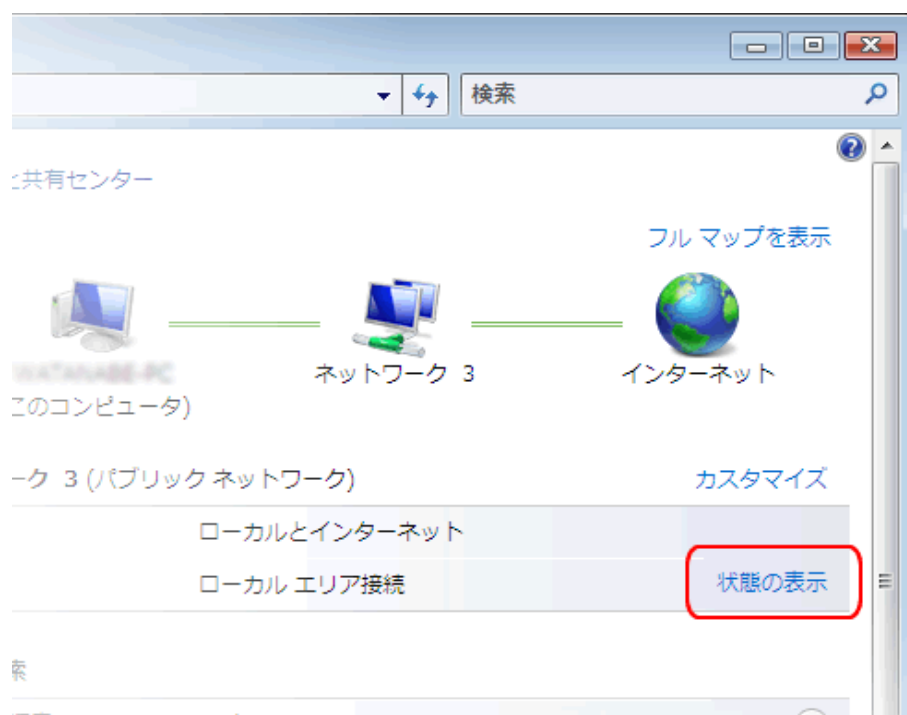 検索
と共有センター
フル マップを表示
ネットワーク 3
インターネット
このコンピュータ)
ーク 3 (パブリック ネットワーク)
カスタマイズ
ローカルとインターネット
ローカル エリア接続
状態の表示
索